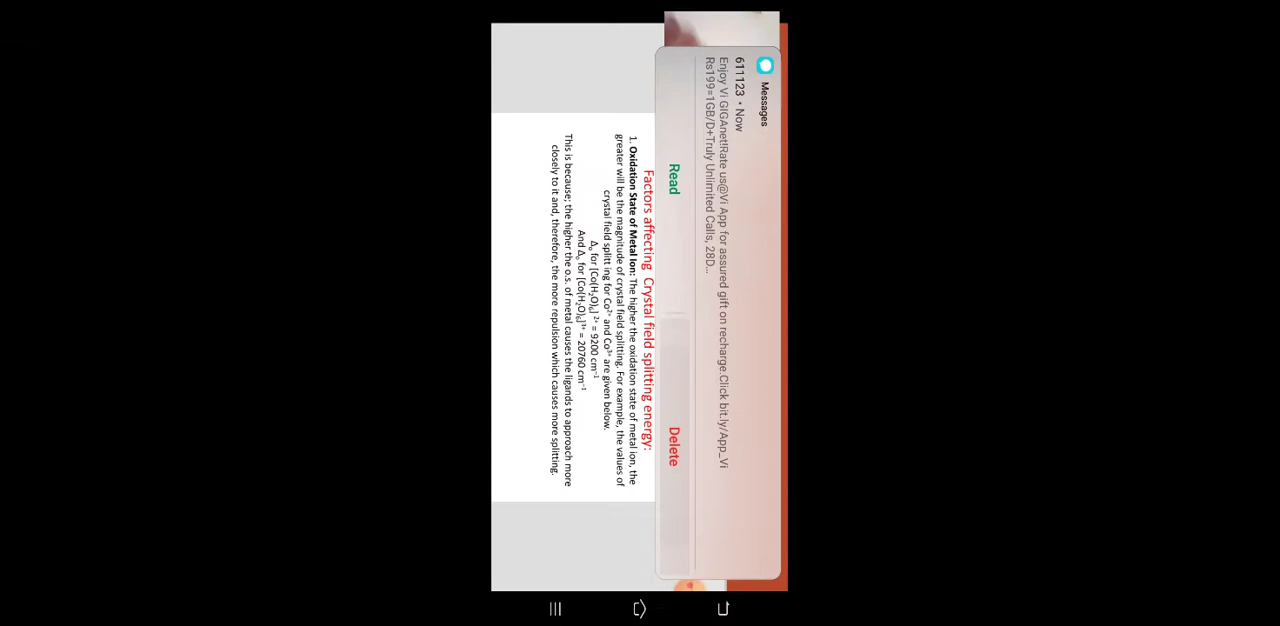 Messages
611123 • Now
Enjoy Vi GIGAnet!Rate us@Vi App for assured gift on recharge.Click bit.ly/App_Vi
Rs199=1GB/D+Truly Unlimited Calls, 28D...
Read
Delete
Factors affecting Crystal field splitting energy:
1. Oxidation State of Metal Ion: The higher the oxidation state of metal ion, the
greater will be the magnitude of crystal field splitting. For example, the values of
crystal field splitt ing for Co²⁺ and Co³⁺ are given below.
Δₒ for [Co(H₂O)₆] ²⁺ = 9200 cm⁻¹
And Δₒ for [Co(H₂O)₆]³⁺ = 20760 cm⁻¹
This is because; the higher the o.s. of metal causes the ligands to approach more
closely to it and, therefore, the more repulsion which causes more splitting.